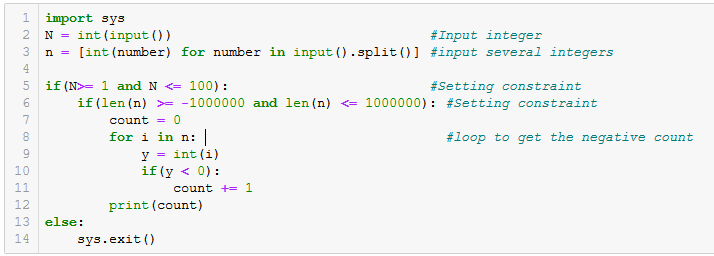 1 import sys
2 N = int(input()) #Input integer
3 n = [int(number) for number in input().split()] #input several integers
4
5 if(N>= 1 and N <= 100): #Setting constraint
6 if(len(n) >= -1000000 and len(n) <= 1000000): #Setting constraint
7 count = 0
8 for i in n: #loop to get the negative count
9 y = int(i)
10 if(y < 0):
11 count += 1
12 print(count)
13 else:
14 sys.exit()